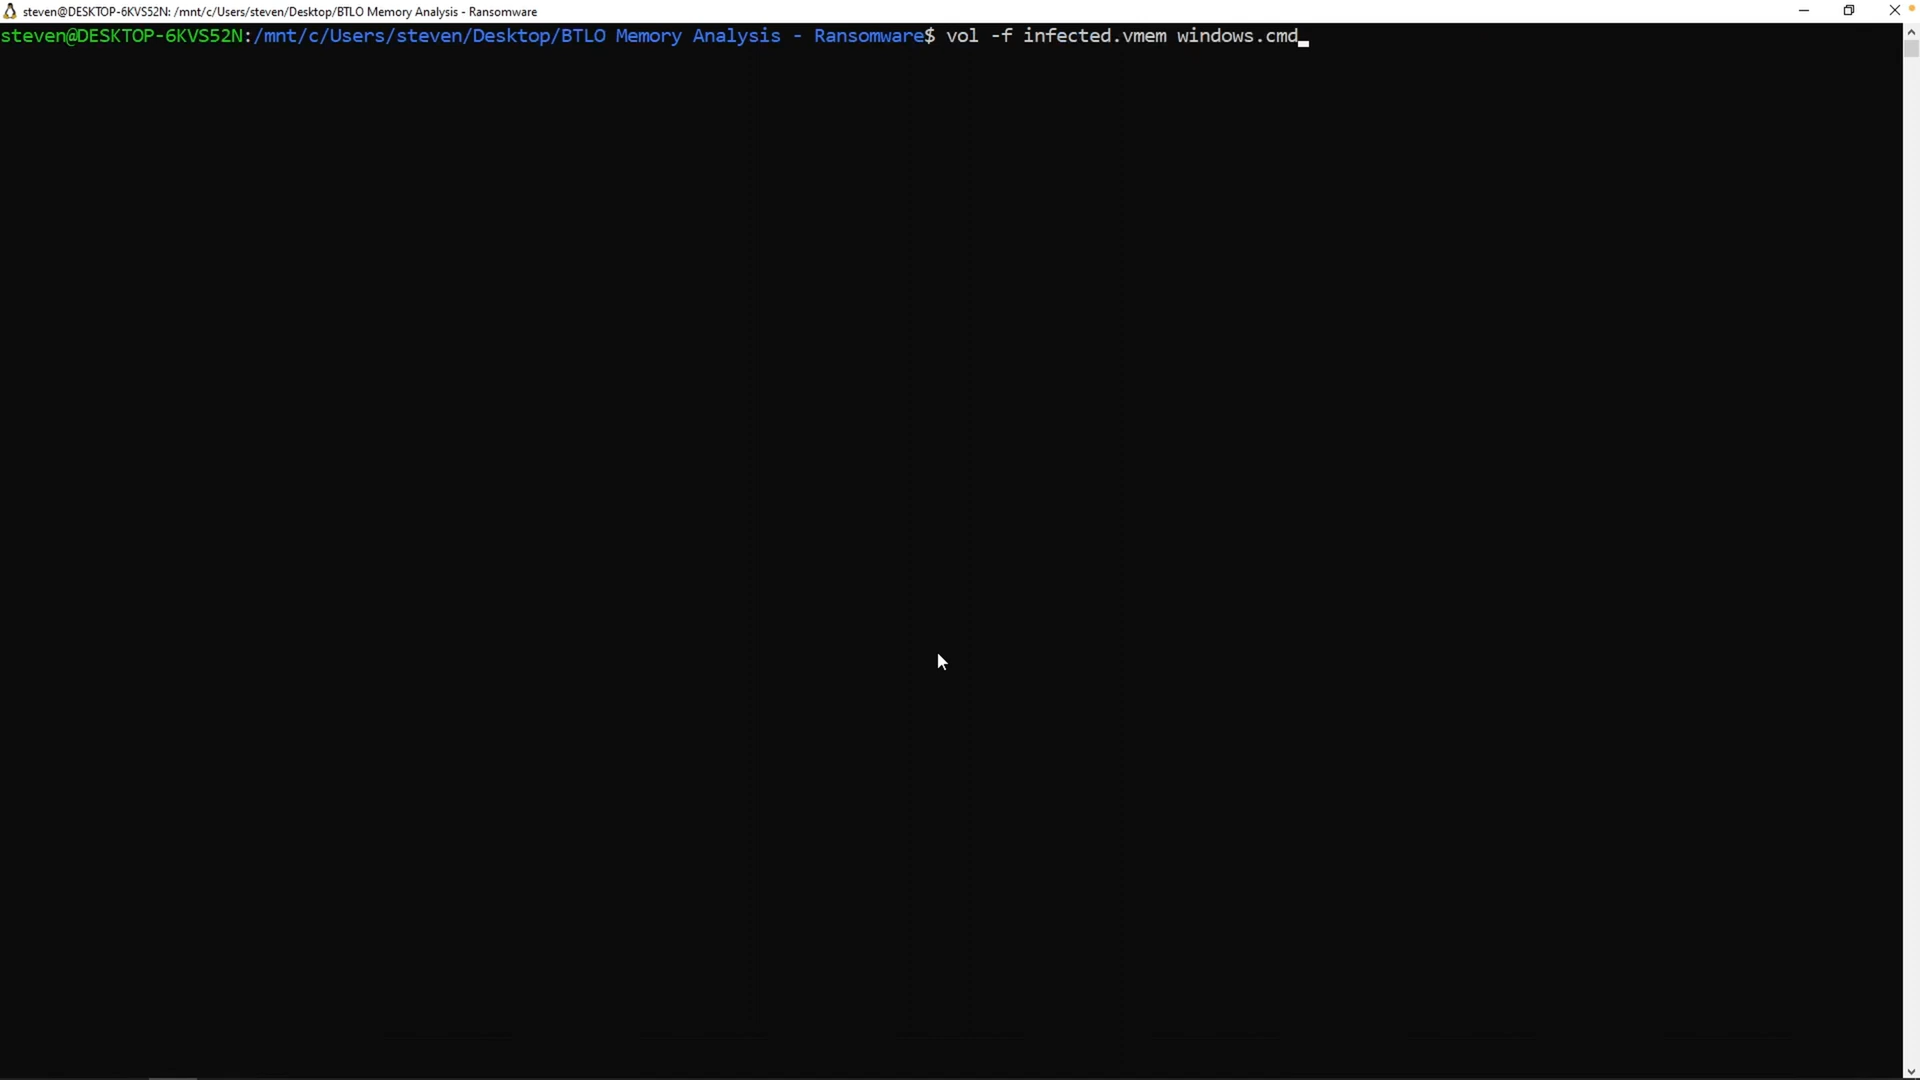 steven@DESKTOP-6KVS52N: /mnt/c/Users/steven/Desktop/BTLO Memory Analysis - Ransomware
steven@DESKTOP-6KVS52N:/mnt/c/Users/steven/Desktop/BTLO Memory Analysis - Ransomware$ vol -f infected.vmem windows.cmd